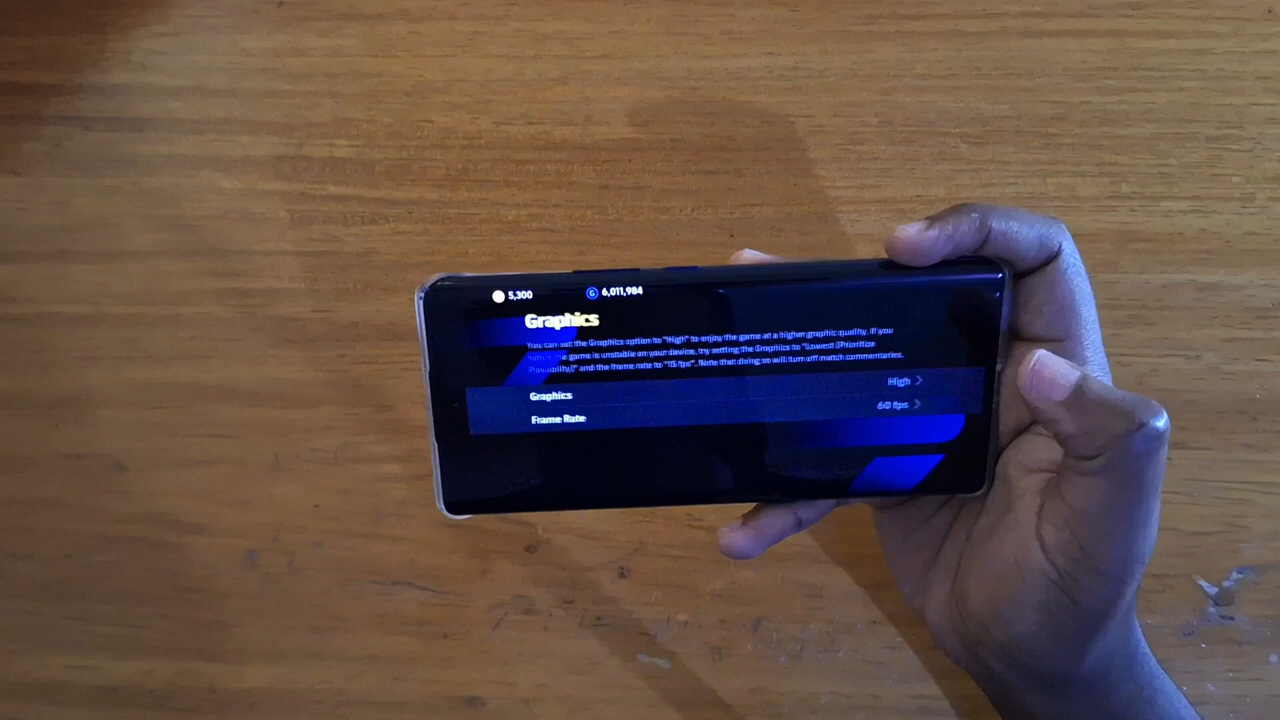 5,300 G 6,011,984
Graphics
You can set the Graphics option to "High" to enjoy the game at a higher graphic quality. If you
notice the game is unstable on your device, try setting the Graphics to "Lowest (Prioritize
Playability)" and the frame rate to "15 fps". Note that doing so will turn off match commentaries.
Graphics High
Frame Rate 60 fps